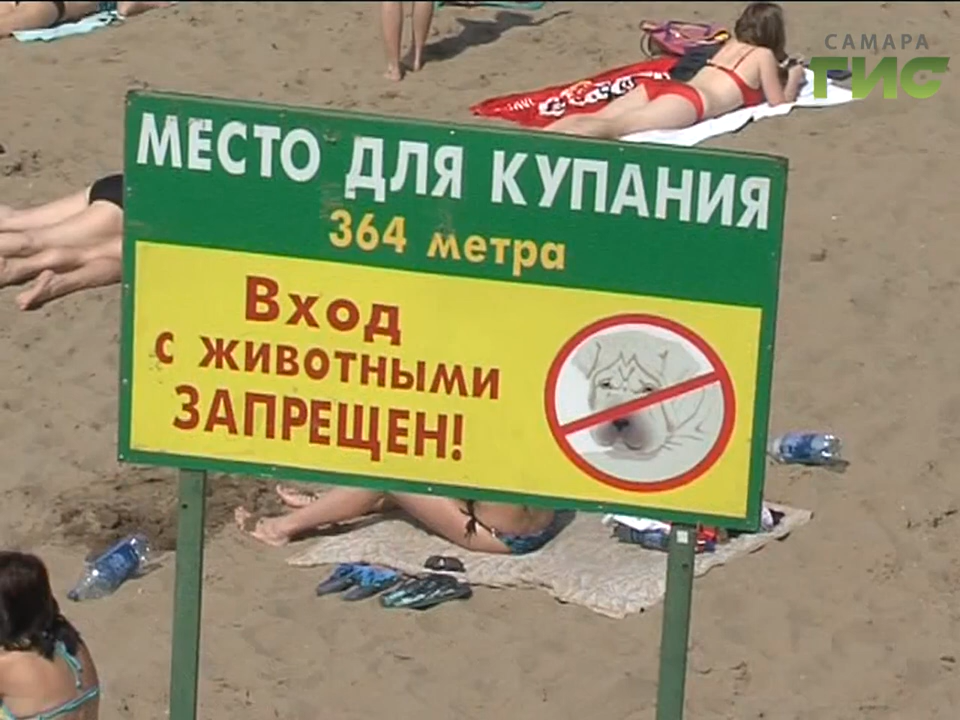 САМАРА
ГИС
МЕСТО ДЛЯ КУПАНИЯ
364 метра
Вход
с животными
ЗАПРЕЩЕН!